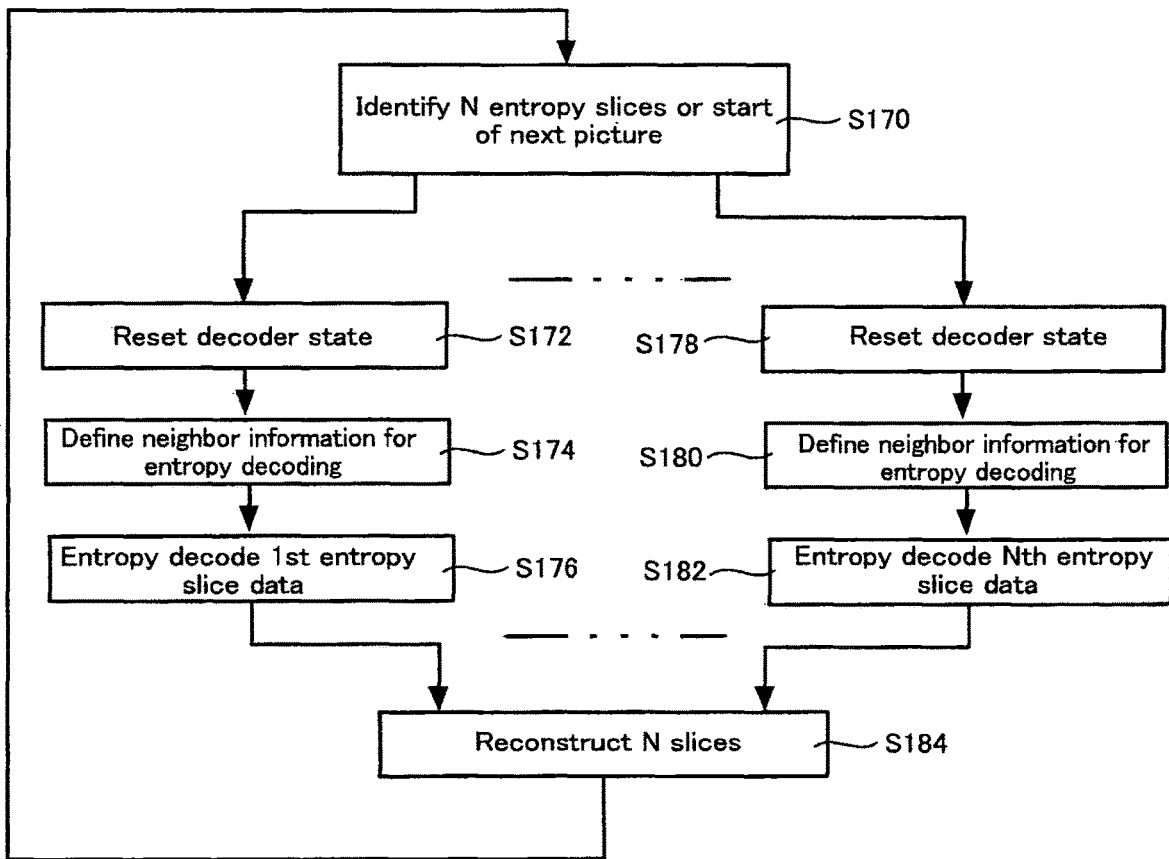 Identify N entropy slices or start
of next picture
S170
Reset decoder state
S172
S178
Reset decoder state
Define neighbor information for
entropy decoding
S174
S180
Define neighbor information for
entropy decoding
Entropy decode 1st entropy
slice data
S176
S182
Entropy decode Nth entropy
slice data
Reconstruct N slices
S184